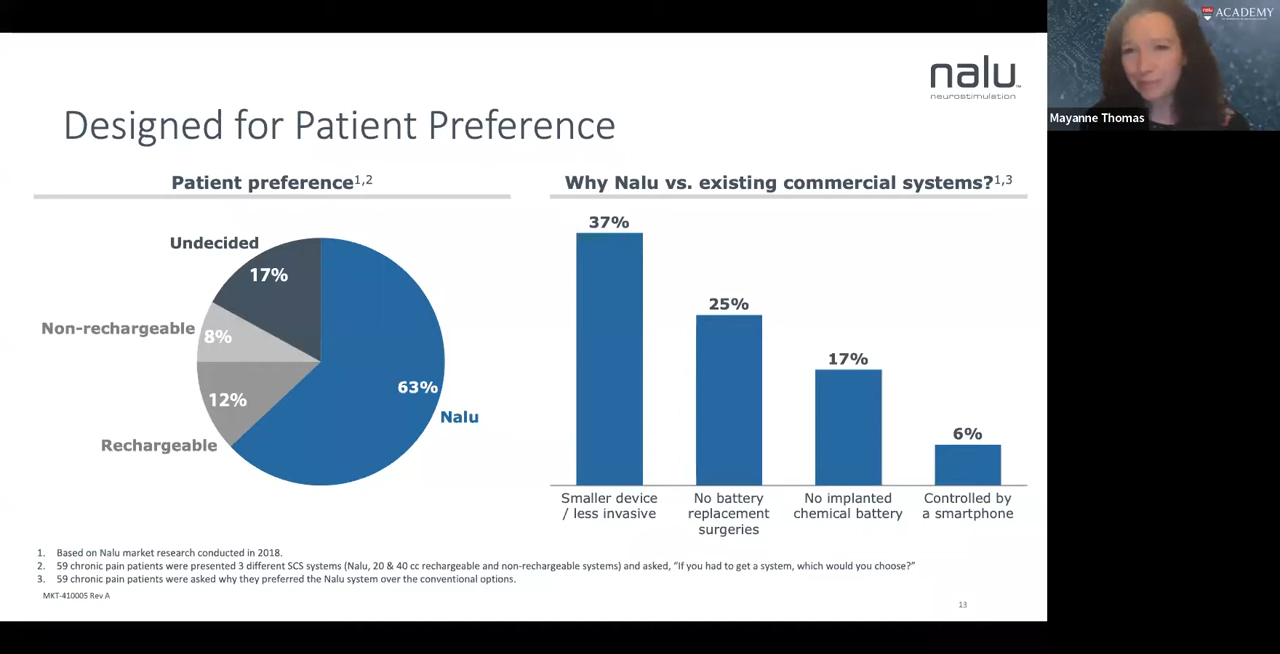 nalu
neurostimulation
Designed for Patient Preference
Patient preference1,2
Undecided
17%
Non-rechargeable
8%
12%
Rechargeable
63%
Nalu
Why Nalu vs. existing commercial systems?1,3
37%
25%
17%
6%
Smaller device
/ less invasive
No battery
replacement
surgeries
No implanted
chemical battery
Controlled by
a smartphone
1. Based on Nalu market research conducted in 2018.
2. 59 chronic pain patients were presented 3 different SCS systems (Nalu, 20 & 40 cc rechargeable and non-rechargeable systems) and asked, “If you had to get a system, which would you choose?”
3. 59 chronic pain patients were asked why they preferred the Nalu system over the conventional options.
MKT-410005 Rev A
13
ACADEMY
Mayanne Thomas